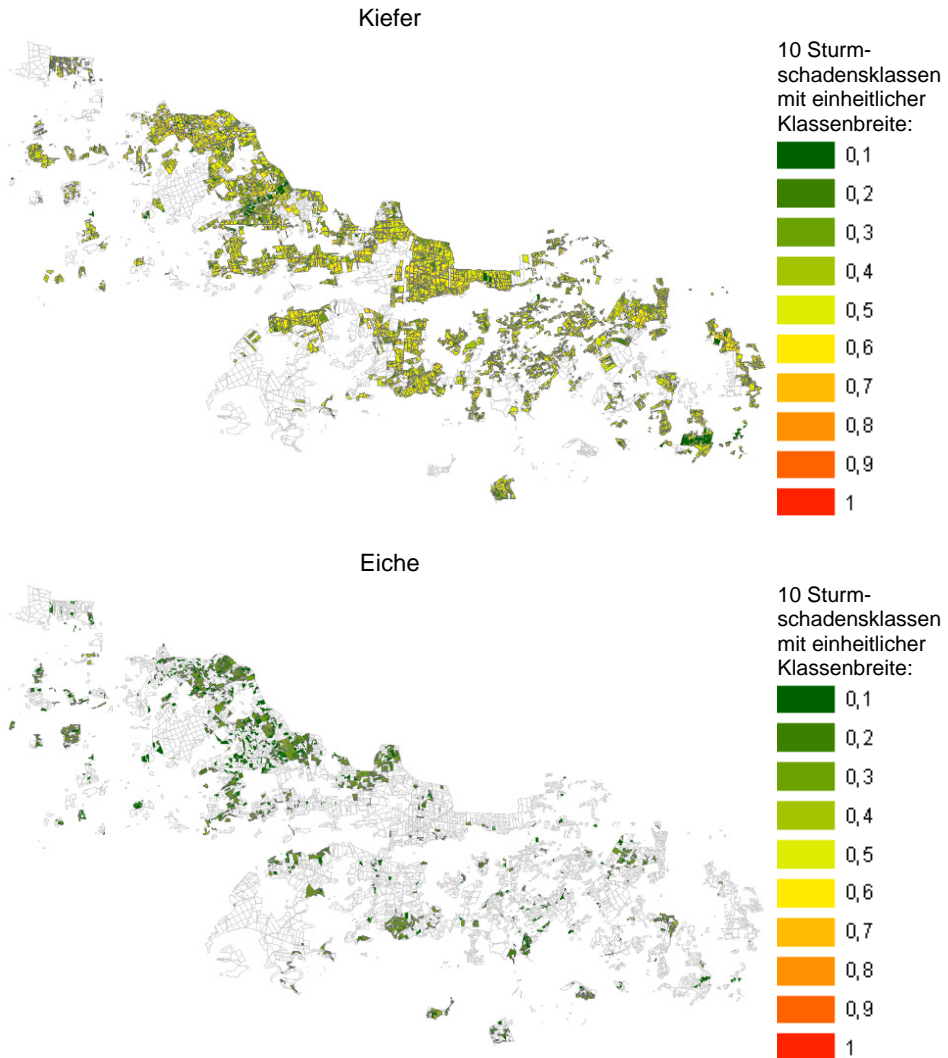 Kiefer
10 Sturm-
schadensklassen
mit einheitlicher
Klassenbreite:
0,1
0,2
0,3
0,4
0,5
0,6
0,7
0,8
0,9
1
Eiche
10 Sturm-
schadensklassen
mit einheitlicher
Klassenbreite:
0,1
0,2
0,3
0,4
0,5
0,6
0,7
0,8
0,9
1